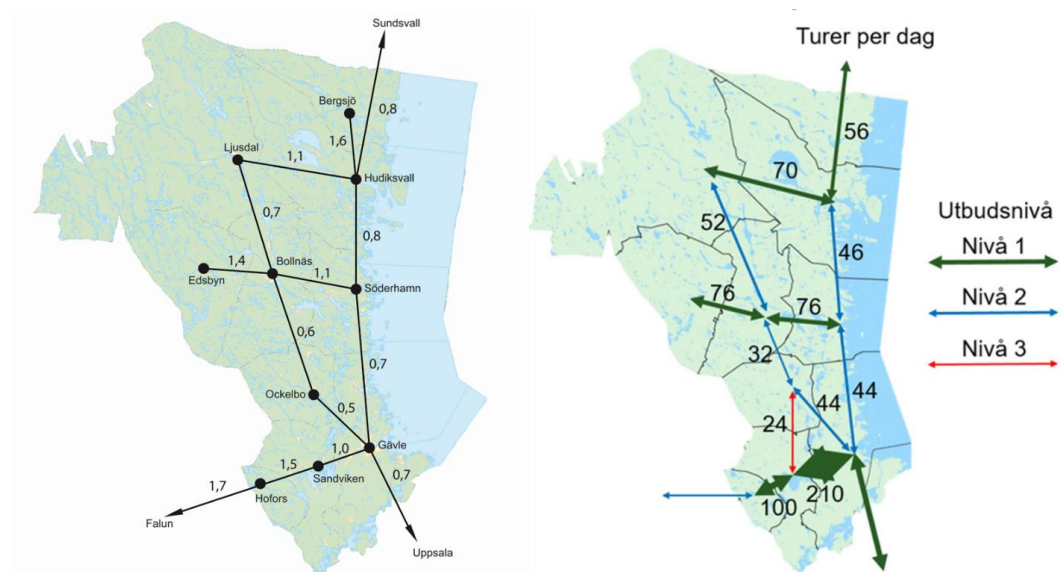 Sundsvall
Bergsjö
0,8
1,6
Ljusdal
1,1
Hudiksvall
0,7
0,8
Bollnäs
1,4
1,1
Edsbyn
Söderhamn
0,6
0,7
Ockelbo
0,5
Gävle
1,0
1,5
0,7
Sandviken
1,7
Hofors
Falun
Uppsala
Turer per dag
56
70
Utbudsnivå
52
Nivå 1
46
76
76
Nivå 2
32
Nivå 3
44
44
24
210
100